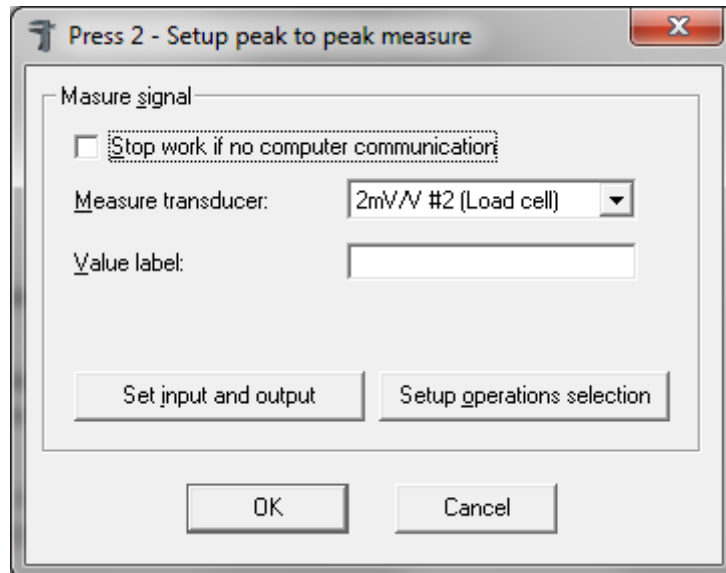 Press 2 - Setup peak to peak measure
Masure signal
Stop work if no computer communication
Measure transducer: 2mV/V #2 (Load cell)
Value label:
Set input and output Setup operations selection
OK Cancel